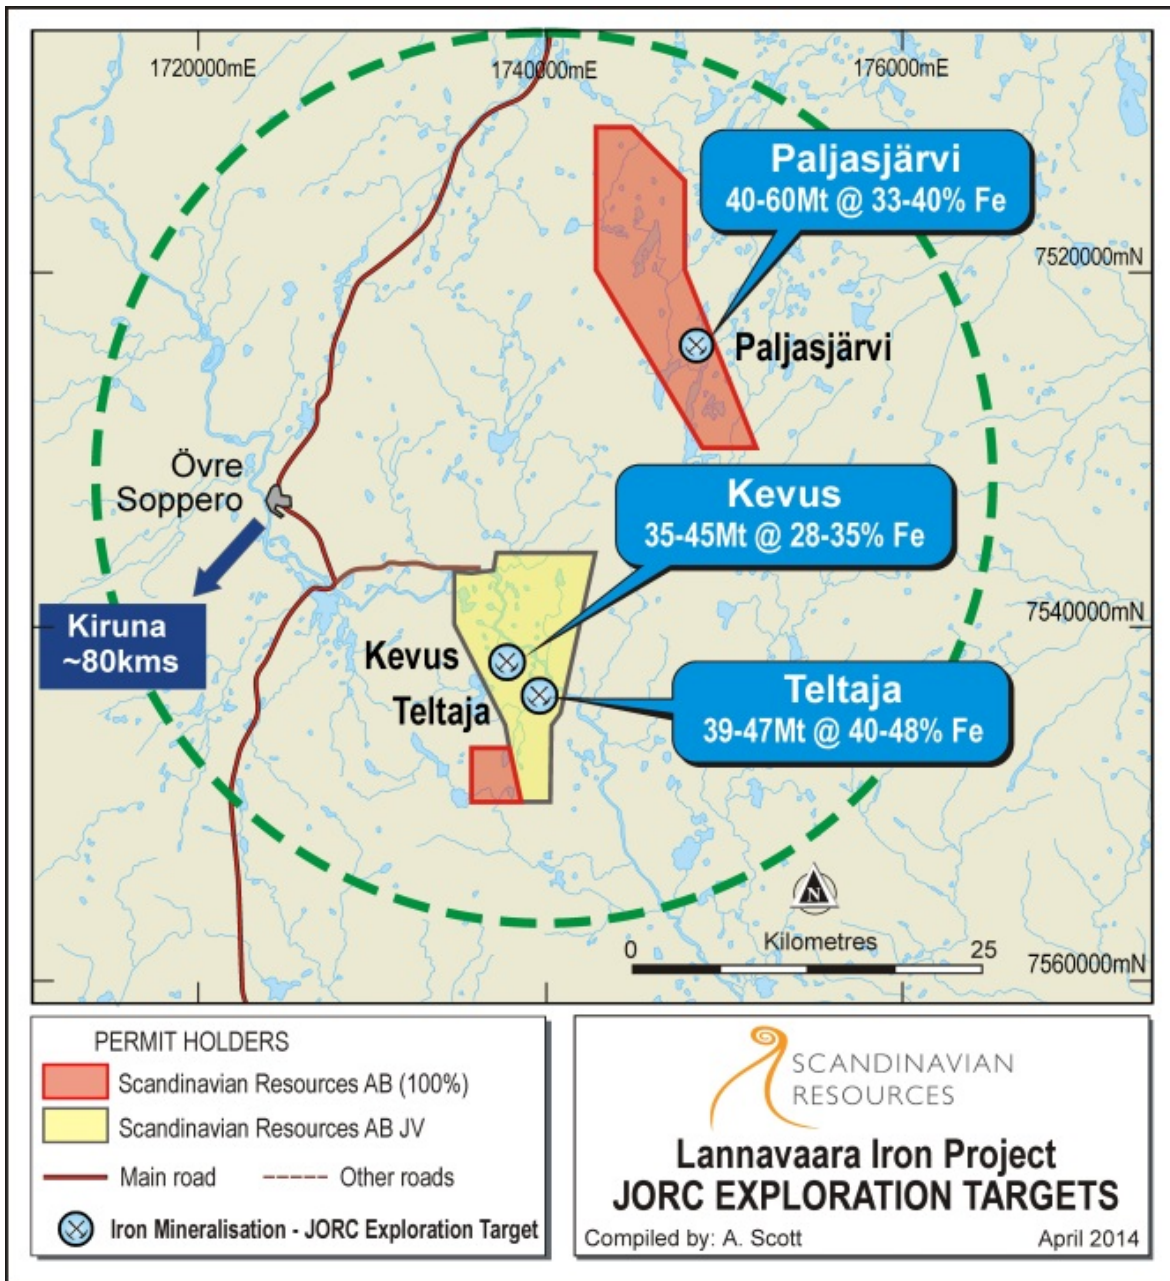 1720000mE
1740000mE
176000mE
Paljasjärvi
40-60Mt @ 33-40% Fe
7520000mN
Paljasjärvi
Övre
Soppero
Kevus
35-45Mt @ 28-35% Fe
Kiruna
~80kms
7540000mN
Kevus
Teltaja
Teltaja
39-47Mt @ 40-48% Fe
N
0
Kilometres
25
7560000mN
PERMIT HOLDERS
Scandinavian Resources AB (100%)
Scandinavian Resources AB JV
Main road
Other roads
Iron Mineralisation - JORC Exploration Target
SCANDINAVIAN
RESOURCES
Lannavaara Iron Project
JORC EXPLORATION TARGETS
Compiled by: A. Scott
April 2014